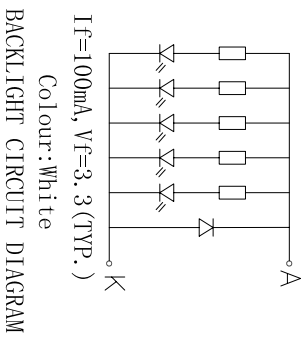 A
K
If=100mA, Vf=3.3(TYP.)
Colour:White
BACKLIGHT CIRCUIT DIAGRAM